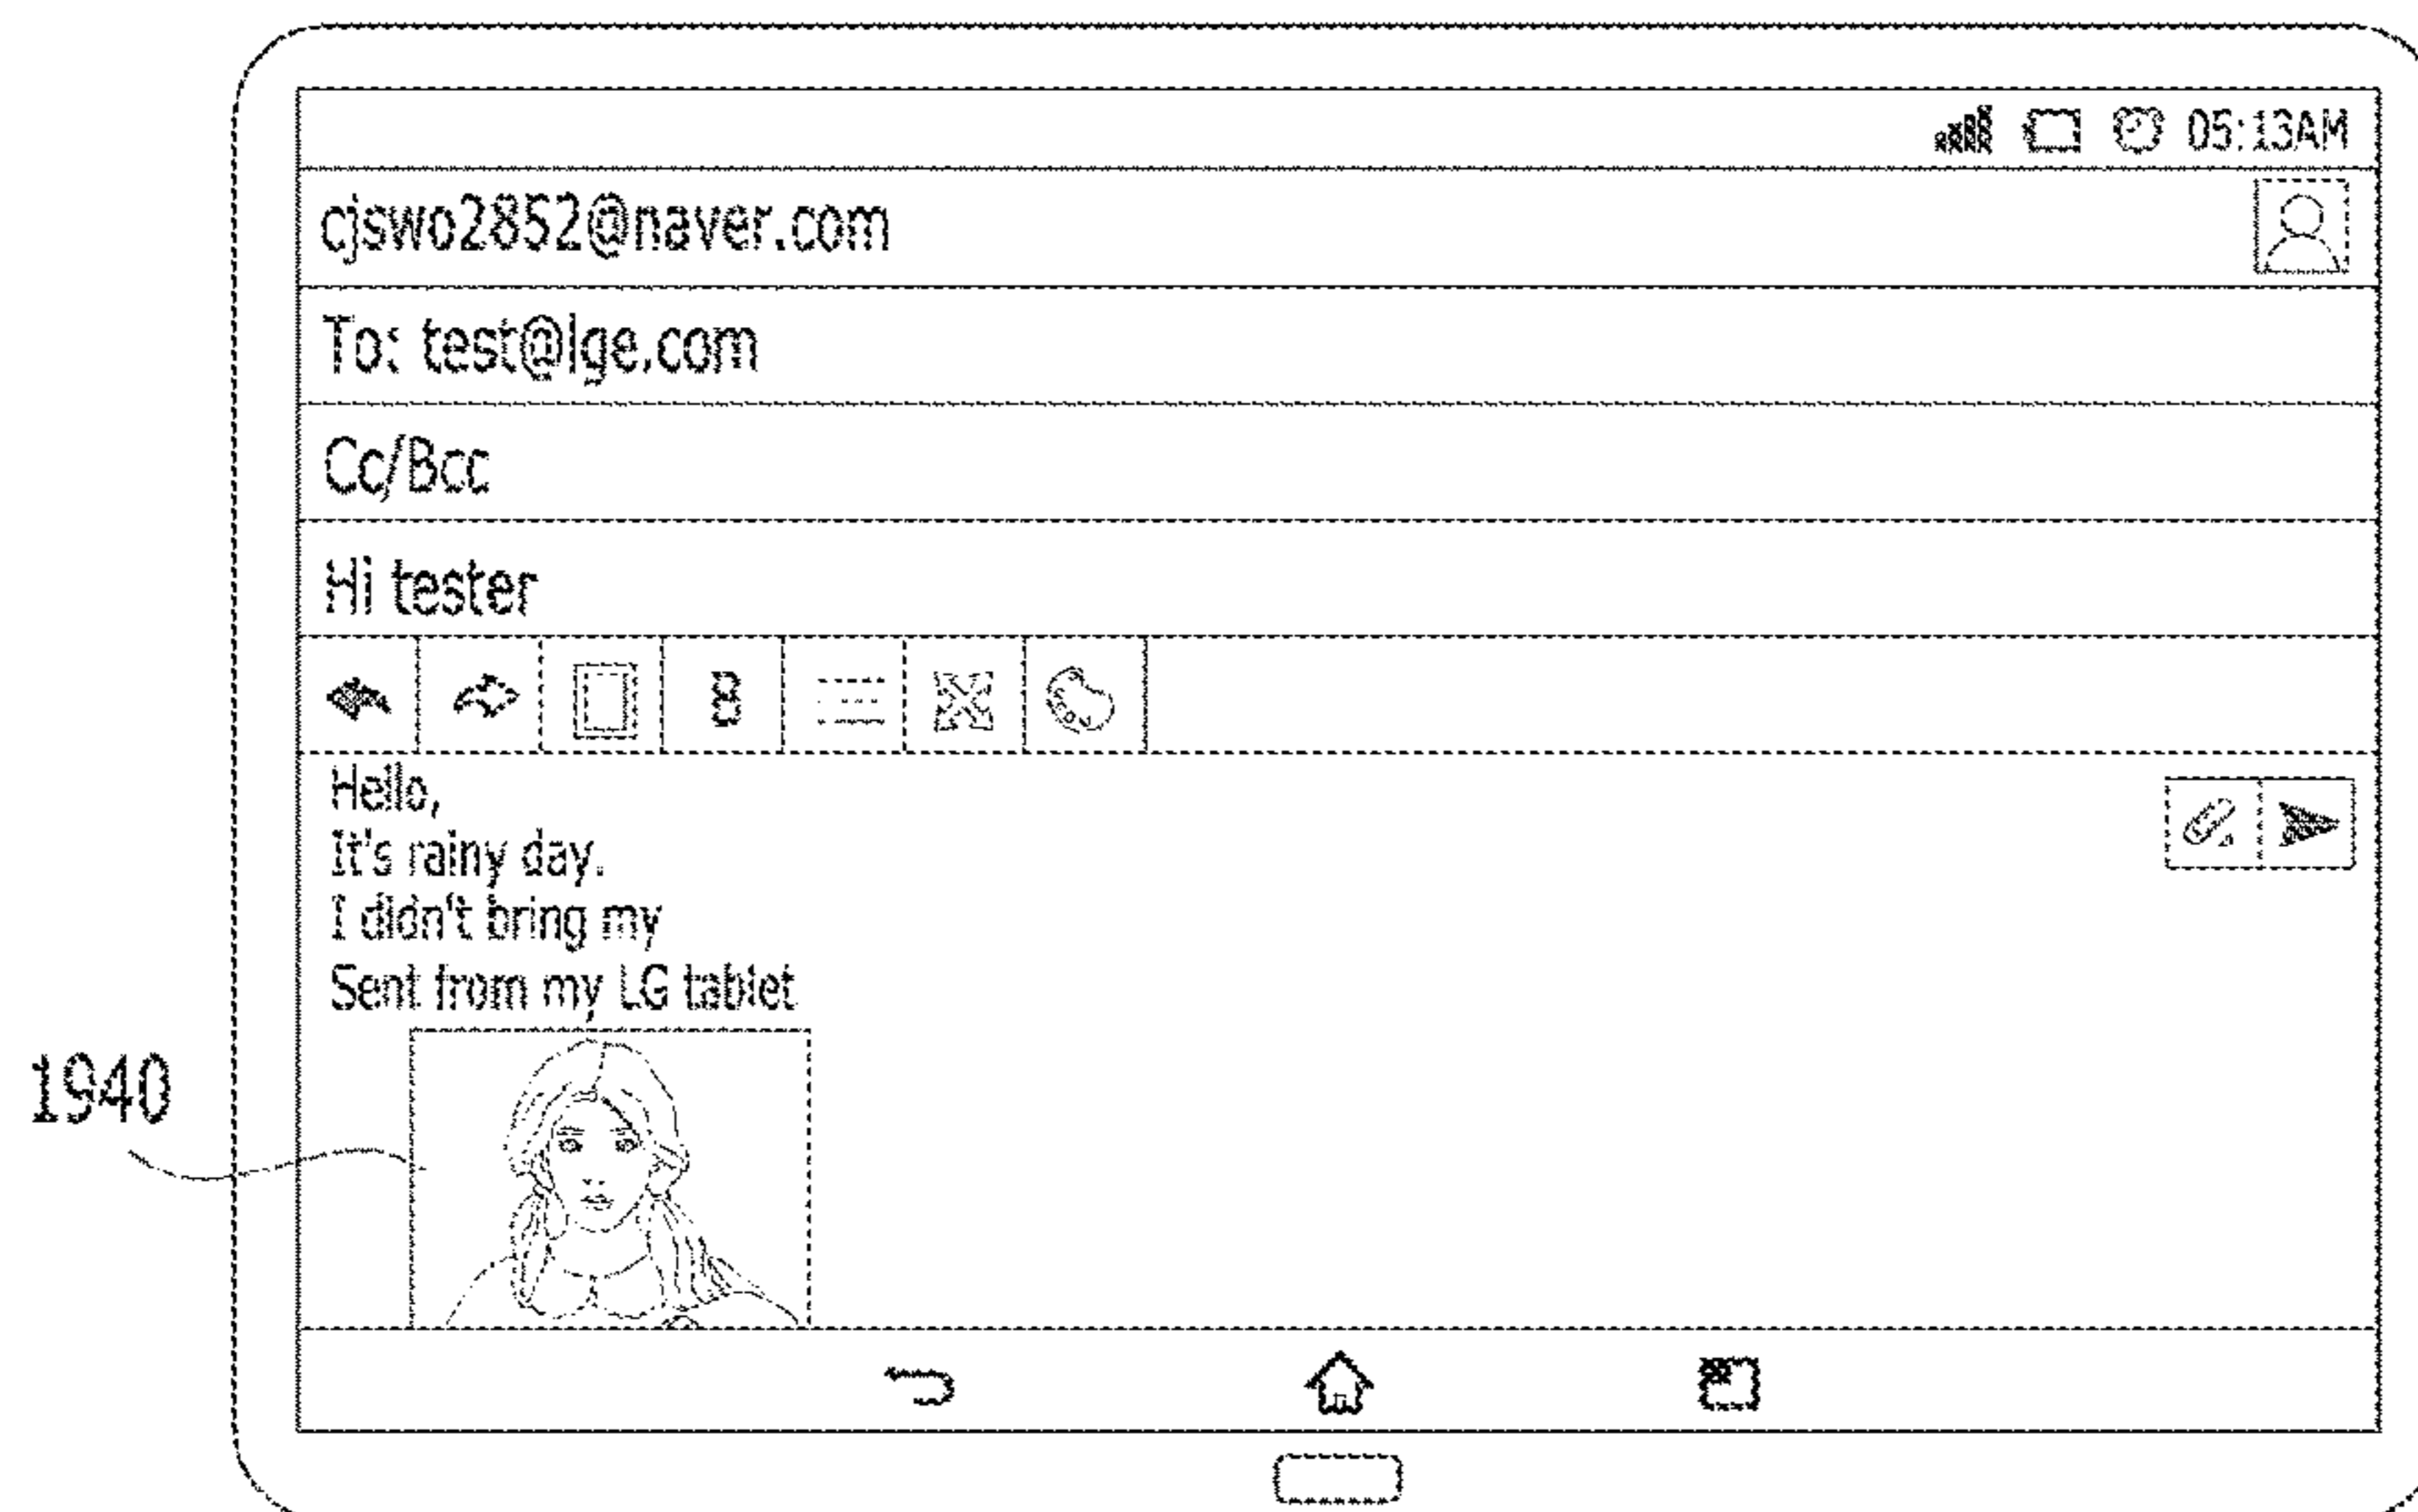 05:13AM
cjswo2852@naver.com
To: test@lge.com
Cc/Bcc
Hi tester
8
Hello,
It's rainy day.
I didn't bring my
Sent from my LG tablet
1940